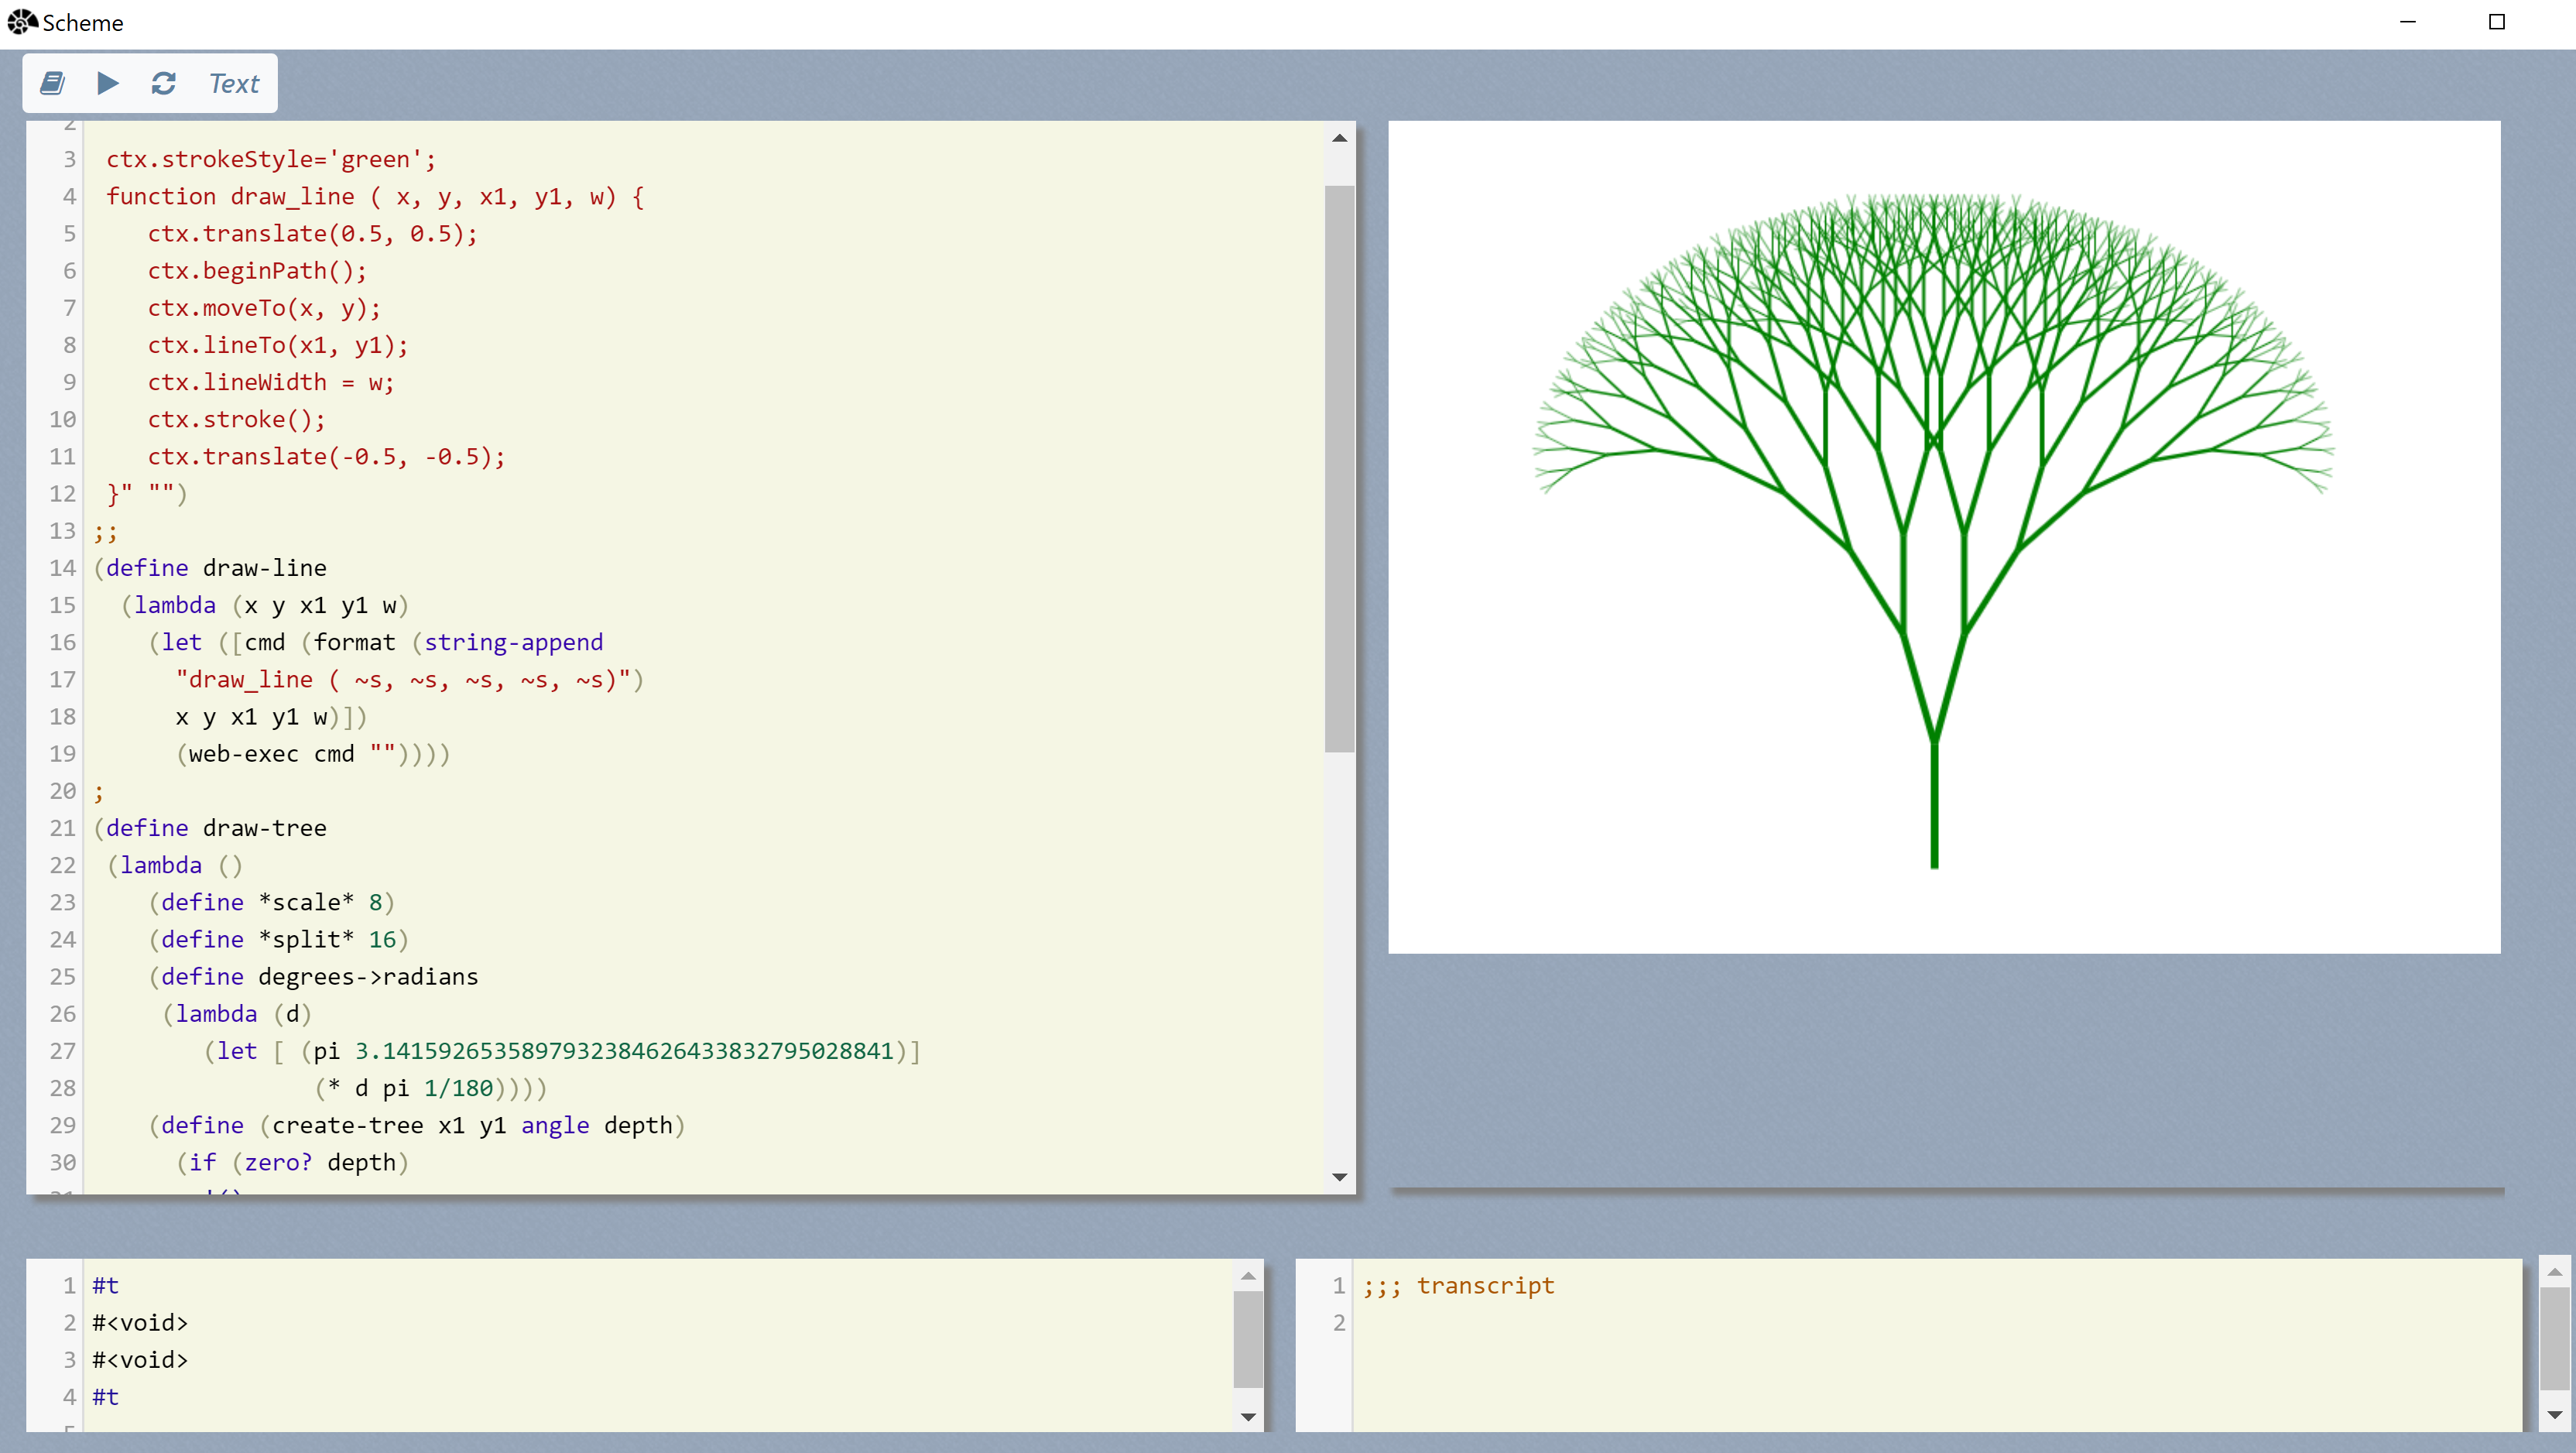 Scheme
Text
2
3 ctx.strokeStyle='green';
4 function draw_line ( x, y, x1, y1, w) {
5 ctx.translate(0.5, 0.5);
6 ctx.beginPath();
7 ctx.moveTo(x, y);
8 ctx.lineTo(x1, y1);
9 ctx.lineWidth = w;
10 ctx.stroke();
11 ctx.translate(-0.5, -0.5);
12 }" "")
13 ;;
14 (define draw-line
15 (lambda (x y x1 y1 w)
16 (let ([cmd (format (string-append
17 "draw_line ( ~s, ~s, ~s, ~s, ~s)")
18 x y x1 y1 w)])
19 (web-exec cmd ""))))
20 ;
21 (define draw-tree
22 (lambda ()
23 (define *scale* 8)
24 (define *split* 16)
25 (define degrees->radians
26 (lambda (d)
27 (let [ (pi 3.1415926535897932384626433832795028841)]
28 (* d pi 1/180))))
29 (define (create-tree x1 y1 angle depth)
30 (if (zero? depth)
1 #t
2 #<void>
3 #<void>
4 #t
1 ;;; transcript
2